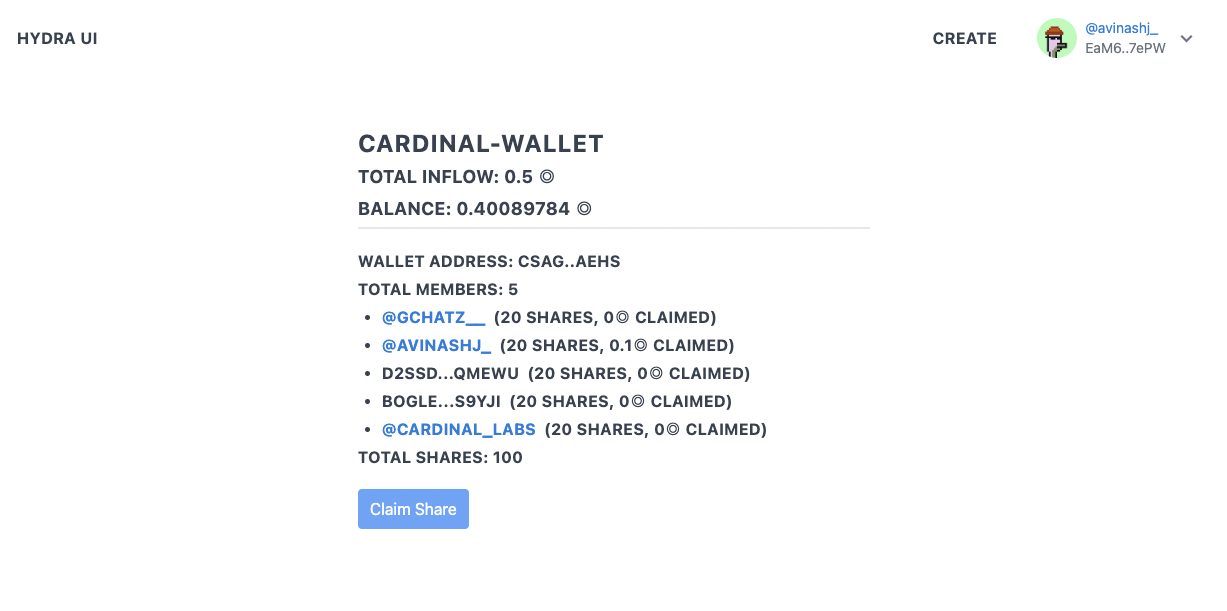 HYDRA UI
CREATE
@avinashj_
EaM6..7ePW
CARDINAL-WALLET
TOTAL INFLOW: 0.5 ◎
BALANCE: 0.40089784 ◎
WALLET ADDRESS: CSAG..AEHS
TOTAL MEMBERS: 5
• @GCHATZ__ (20 SHARES, 0◎ CLAIMED)
• @AVINASHJ_ (20 SHARES, 0.1◎ CLAIMED)
• D2SSD...QMEWU (20 SHARES, 0◎ CLAIMED)
• BOGLE...S9YJI (20 SHARES, 0◎ CLAIMED)
• @CARDINAL_LABS (20 SHARES, 0◎ CLAIMED)
TOTAL SHARES: 100
Claim Share